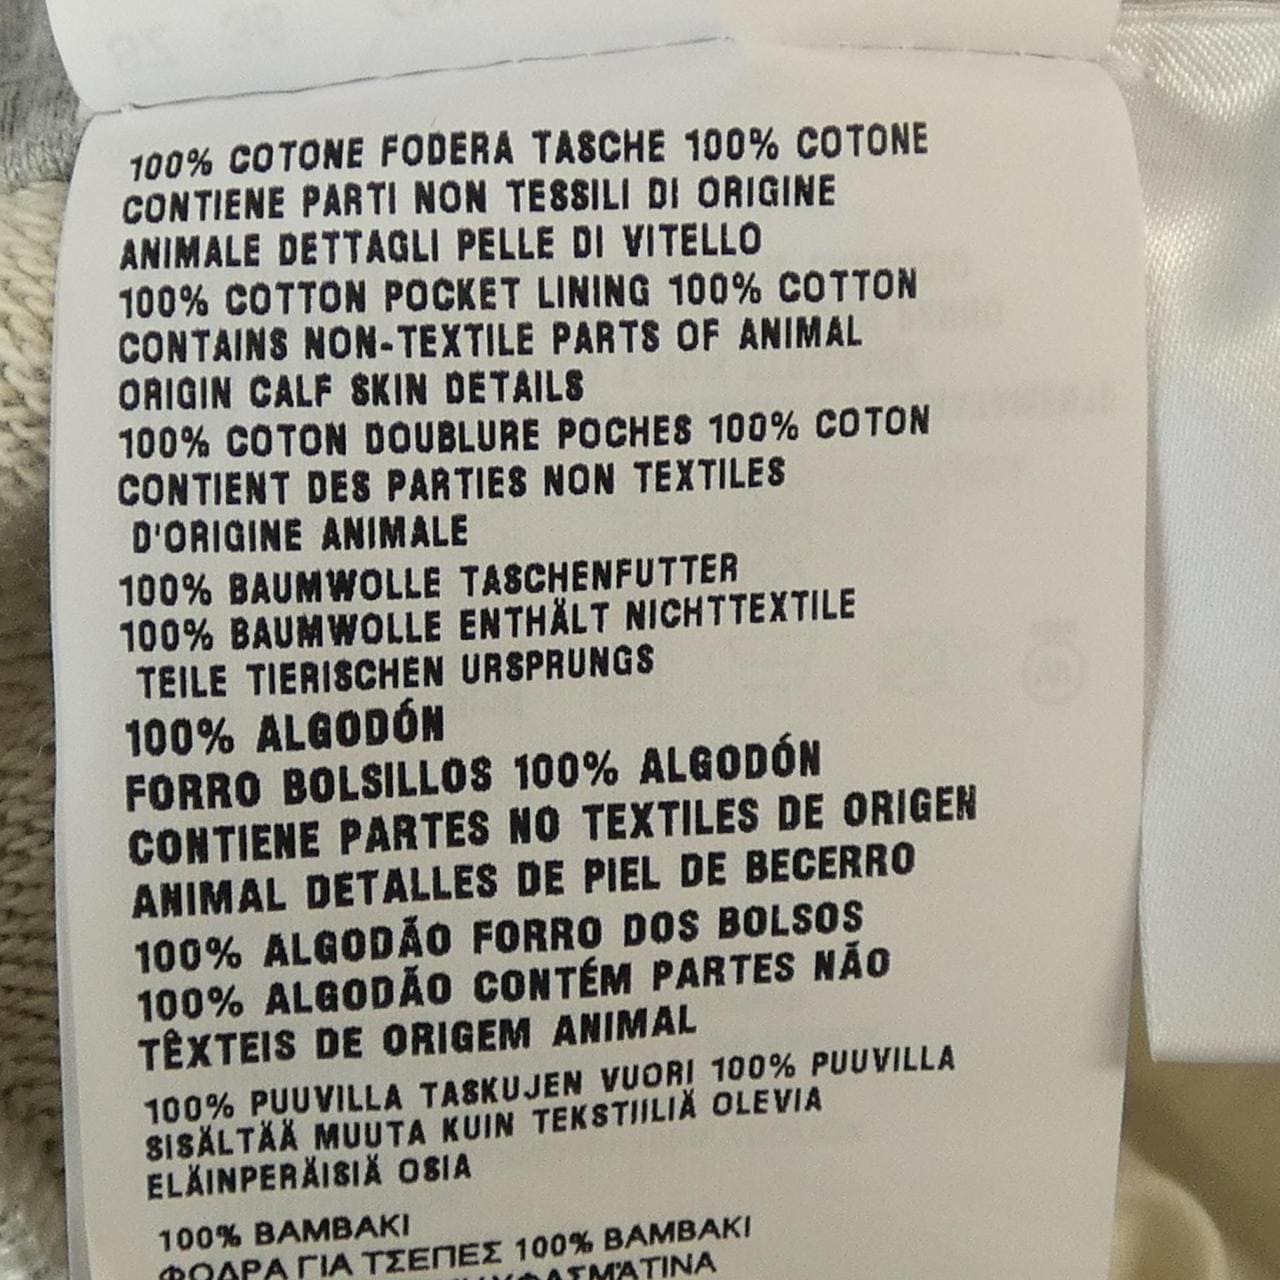 100% COTONE FODERA TASCHE 100% COTONE
CONTIENE PARTI NON TESSILI DI ORIGINE
ANIMALE DETTAGLI PELLE DI VITELLO
100% COTTON POCKET LINING 100% COTTON
CONTAINS NON-TEXTILE PARTS OF ANIMAL
ORIGIN CALF SKIN DETAILS
100% COTON DOUBLURE POCHES 100% COTON
CONTIENT DES PARTIES NON TEXTILES
D'ORIGINE ANIMALE
100% BAUMWOLLE TASCHENFUTTER
100% BAUMWOLLE ENTHÄLT NICHTTEXTILE
TEILE TIERISCHEN URSPRUNGS
100% ALGODÓN
FORRO BOLSILLOS 100% ALGODÓN
CONTIENE PARTES NO TEXTILES DE ORIGEN
ANIMAL DETALLES DE PIEL DE BECERRO
100% ALGODÃO FORRO DOS BOLSOS
100% ALGODÃO CONTÉM PARTES NÃO
TÊXTEIS DE ORIGEM ANIMAL
100% PUUVILLA TASKUJEN VUORI 100% PUUVILLA
SISÄLTÄÄ MUUTA KUIN TEKSTIILIÄ OLEVIA
ELÄINPERÄISIÄ OSIA
100% ΒΑΜΒΑΚΙ
ΦΟΔΡΑ ΓΙΑ ΤΣΕΠΕΣ 100% ΒΑΜΒΑΚΙ